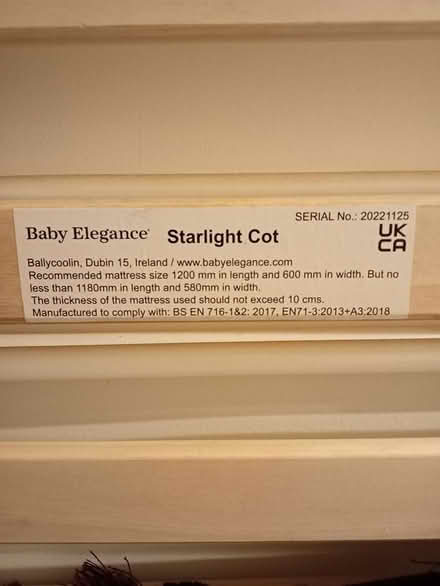 SERIAL No.: 20221125
Baby Elegance Starlight Cot
UK
CA
Ballycoolin, Dubin 15, Ireland / www.babyelegance.com
Recommended mattress size 1200 mm in length and 600 mm in width. But no
less than 1180mm in length and 580mm in width.
The thickness of the mattress used should not exceed 10 cms.
Manufactured to comply with: BS EN 716-1&2: 2017, EN71-3:2013+A3:2018